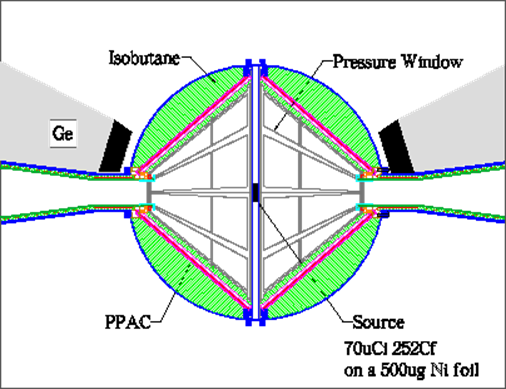 Isobutane
Pressure Window
Ge
PPAC
Source
70uCi 252Cf
on a 500ug Ni foil